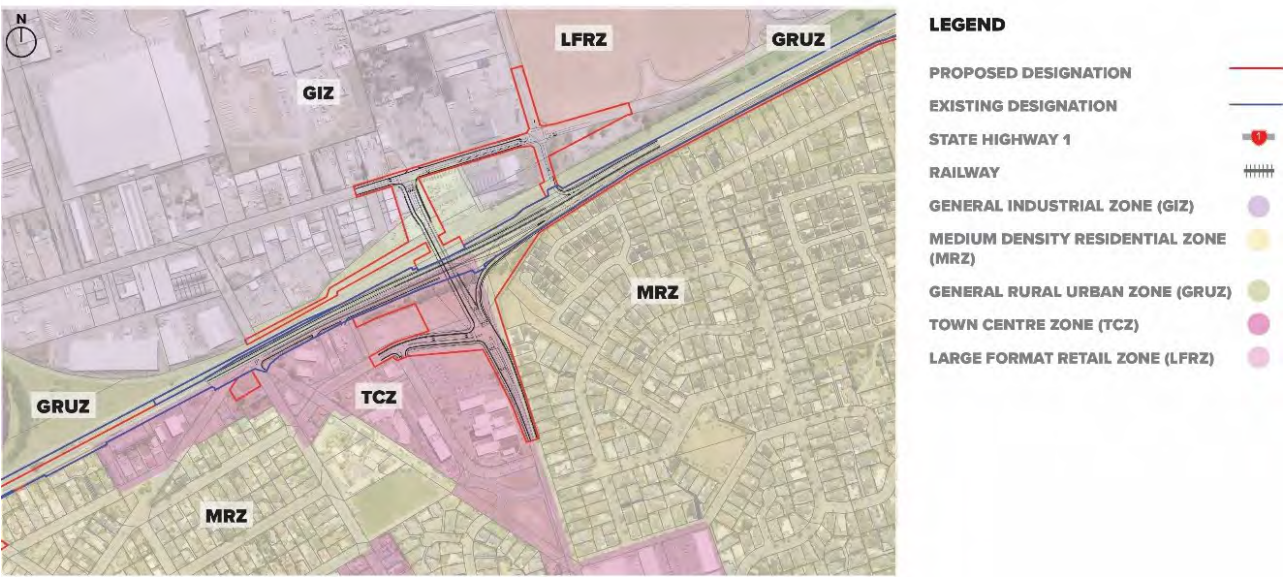 N
LFRZ
GRUZ
GIZ
MRZ
GRUZ
TCZ
MRZ
LEGEND
PROPOSED DESIGNATION
EXISTING DESIGNATION
STATE HIGHWAY 1
1
RAILWAY
GENERAL INDUSTRIAL ZONE (GIZ)
MEDIUM DENSITY RESIDENTIAL ZONE
(MRZ)
GENERAL RURAL URBAN ZONE (GRUZ)
TOWN CENTRE ZONE (TCZ)
LARGE FORMAT RETAIL ZONE (LFRZ)